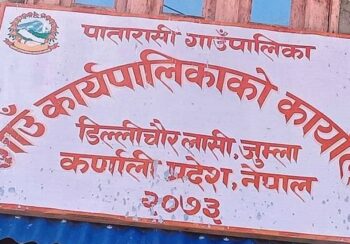 पातारासी गाउँपालिका
गाउँ कार्यपालिकाको
डिल्लीचौर लासी, जुम्ला
कर्णाली प्रदेश, नेपाल
२०७३